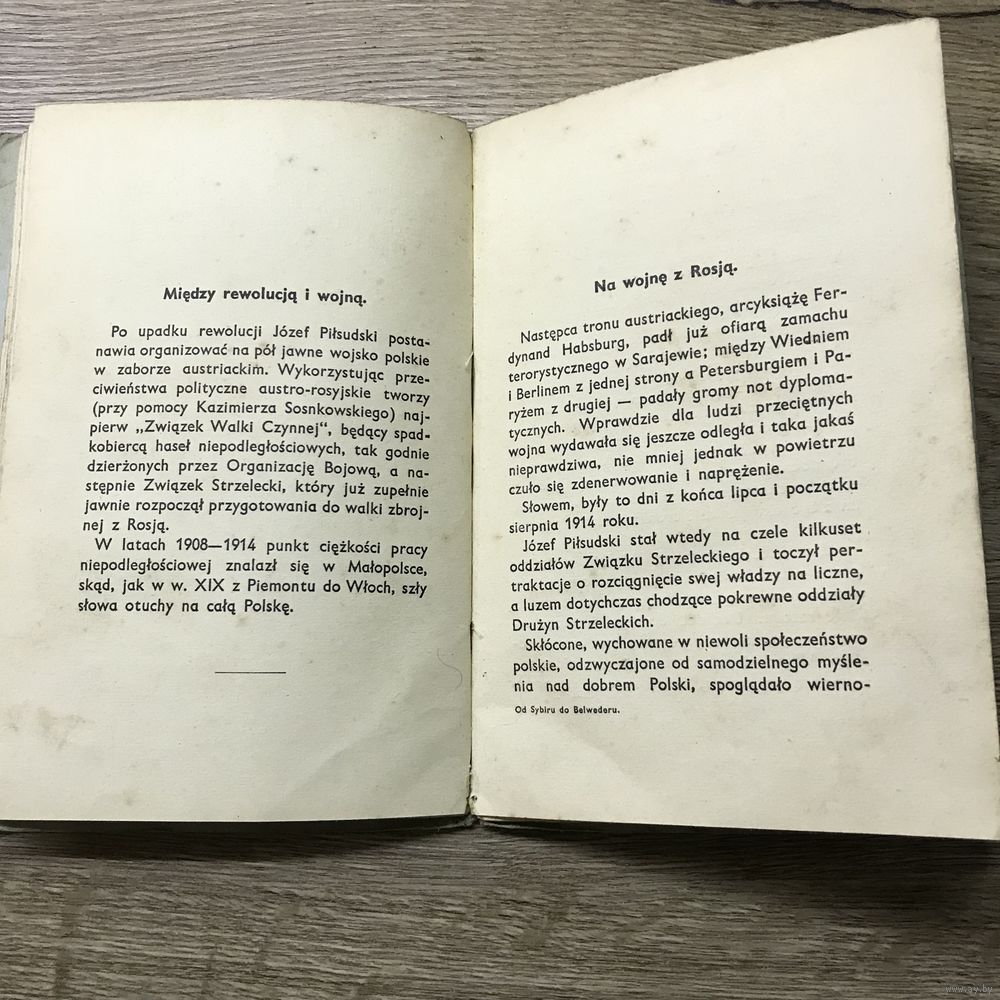 Między rewolucją i wojną.
Po upadku rewolucji Józef Piłsudski posta-
nawia organizować na pół jawne wojsko polskie
w zaborze austriackim. Wykorzystując prze-
ciwieństwa polityczne austro-rosyjskie tworzy
(przy pomocy Kazimierza Sosnkowskiego) naj-
pierw „Związek Walki Czynnej”, będący spad-
kobiercą haseł niepodległościowych, tak godnie
dzierżonych przez Organizację Bojową, a na-
stępnie Związek Strzelecki, który już zupełnie
jawnie rozpoczął przygotowania do walki zbroj-
nej z Rosją.
W latach 1908—1914 punkt ciężkości pracy
niepodległościowej znalazł się w Małopolsce,
skąd, jak w w. XIX z Piemontu do Włoch, szły
słowa otuchy na całą Polskę.
Na wojnę z Rosją.
Następca tronu austriackiego, arcyksiążę Fer-
dynand Habsburg, padł już ofiarą zamachu
terorystycznego w Sarajewie; między Wiedniem
i Berlinem z jednej strony a Petersburgiem i Pa-
ryżem z drugiej — padały gromy not dyploma-
tycznych. Wprawdzie dla ludzi przeciętnych
wojna wydawała się jeszcze odległa i taka jakaś
nieprawdziwa, nie mniej jednak w powietrzu
czuło się zdenerwowanie i naprężenie.
Słowem, były to dni z końca lipca i początku
sierpnia 1914 roku.
Józef Piłsudski stał wtedy na czele kilkuset
oddziałów Związku Strzeleckiego i toczył per-
traktacje o rozciągnięcie swej władzy na liczne,
a luzem dotychczas chodzące pokrewne oddziały
Drużyn Strzeleckich.
Skłócone, wychowane w niewoli społeczeństwo
polskie, odzwyczajone od samodzielnego myśle-
nia nad dobrem Polski, spoglądało wierno-
Od Sybiru do Belwederu.
www.ay.by